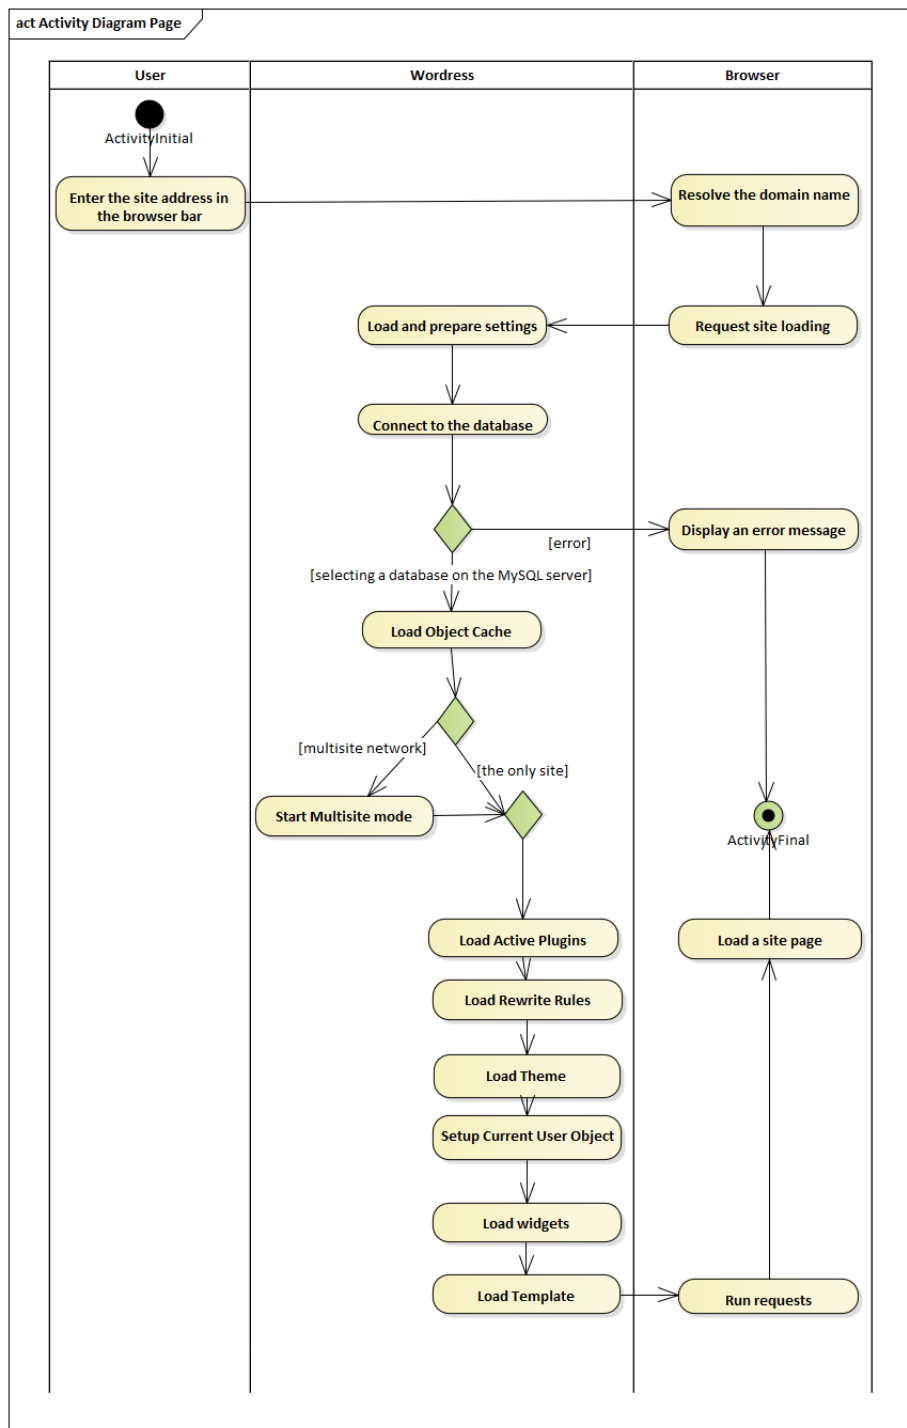 act Activity Diagram Page
User
Wordress
Browser
ActivityInitial
Enter the site address in
the browser bar
Resolve the domain name
Load and prepare settings
Request site loading
Connect to the database
[error]
Display an error message
[selecting a database on the MySQL server]
Load Object Cache
[multisite network]
[the only site]
Start Multisite mode
ActivityFinal
Load Active Plugins
Load a site page
Load Rewrite Rules
Load Theme
Setup Current User Object
Load widgets
Load Template
Run requests